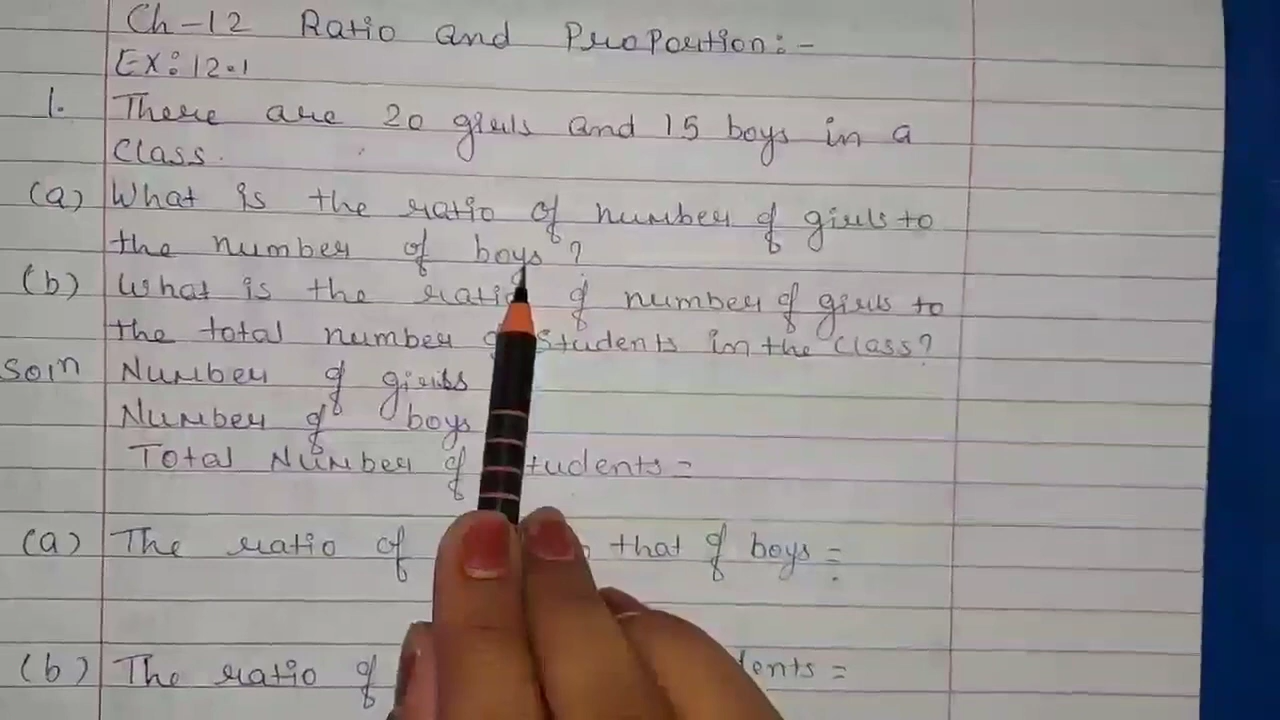 Ch-12 Ratio and Proportion:-
Ex: 12.1
1. There are 20 girls and 15 boys in a
Class.
(a) What is the ratio of number of girls to
the number of boys?
(b) What is the ratio of number of girls to
the total number of students in the class?
Soln Number of girls
Number of boys
Total Number of students =
(a) The ratio of that of boys =
(b) The ratio of =